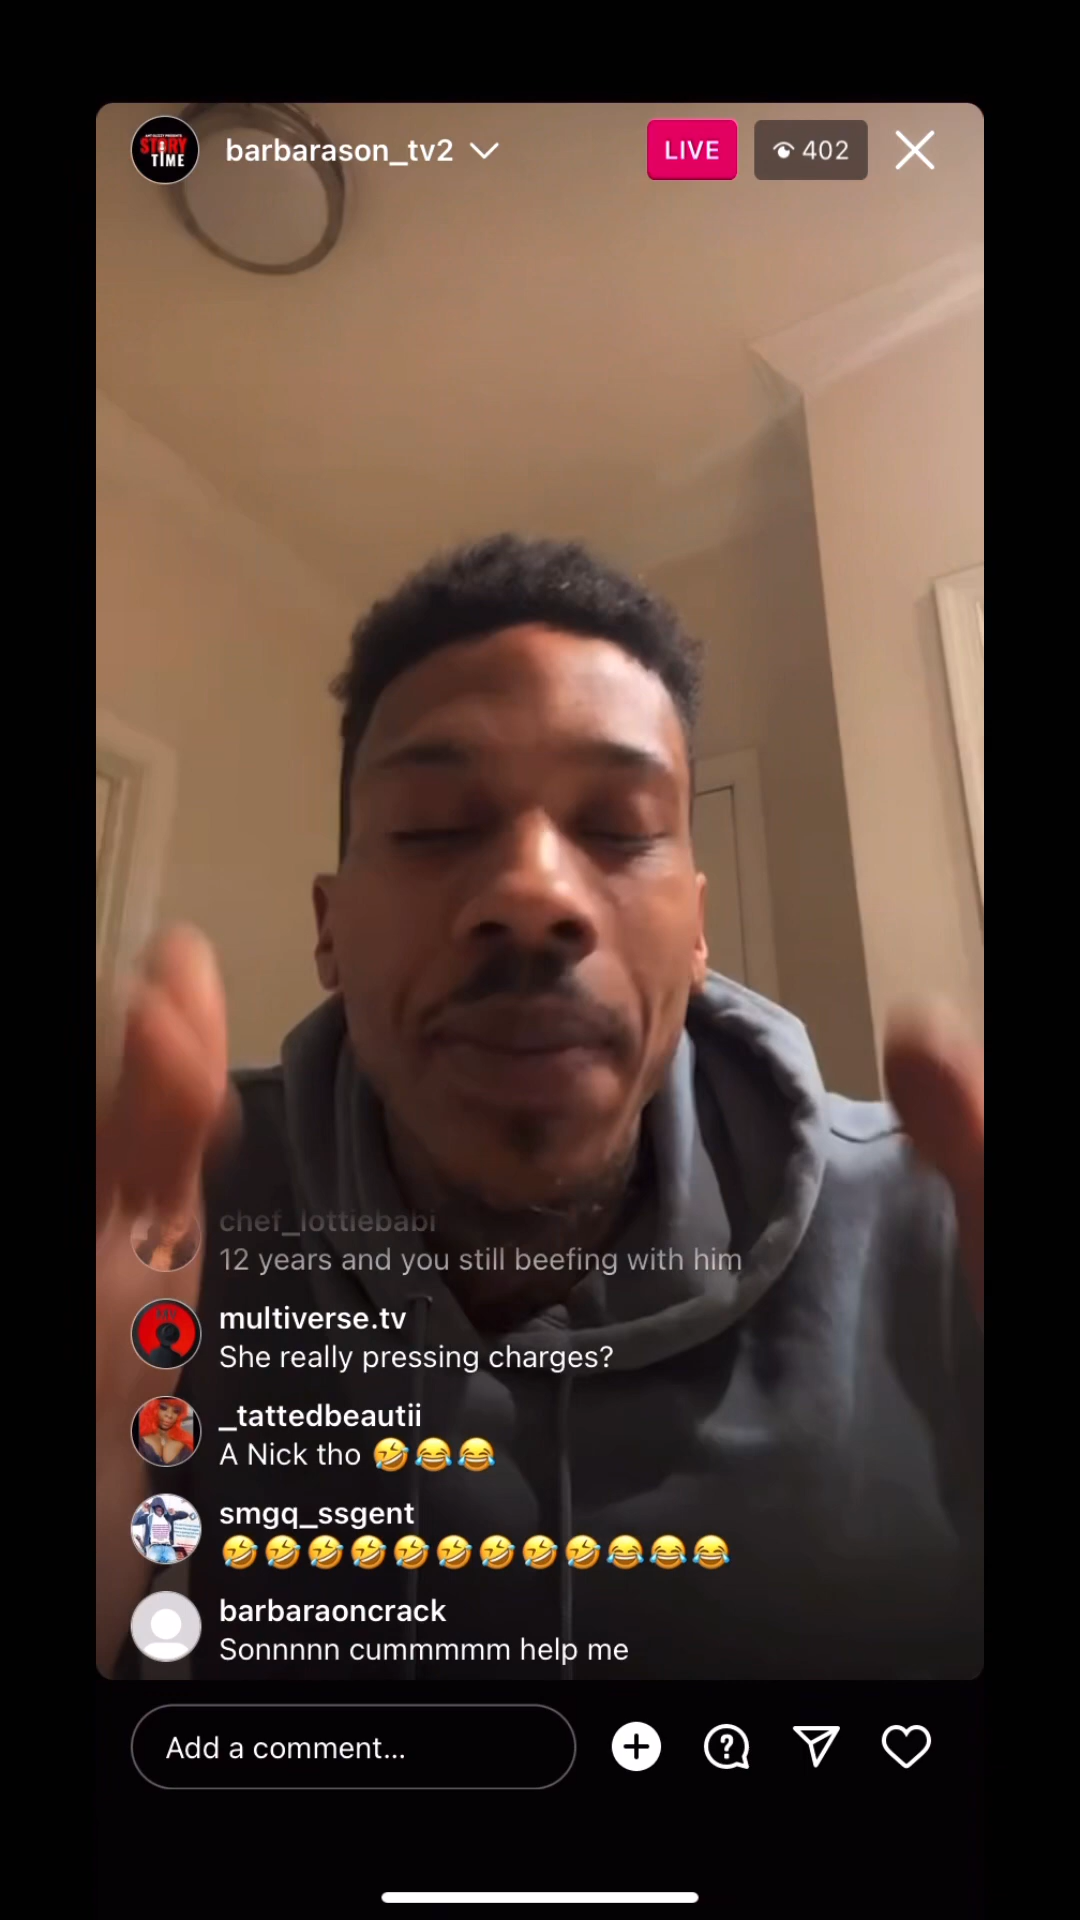 STORY
TIME
barbarason_tv2
LIVE
402
chef_lottiebabi
12 years and you still beefing with him
multiverse.tv
She really pressing charges?
_tattedbeautii
A Nick tho 🤣😂😂
smgq_ssgent
🤣🤣🤣🤣🤣🤣🤣🤣🤣😂😂😂
barbaraoncrack
Sonnnnn cummmmm help me
Add a comment...